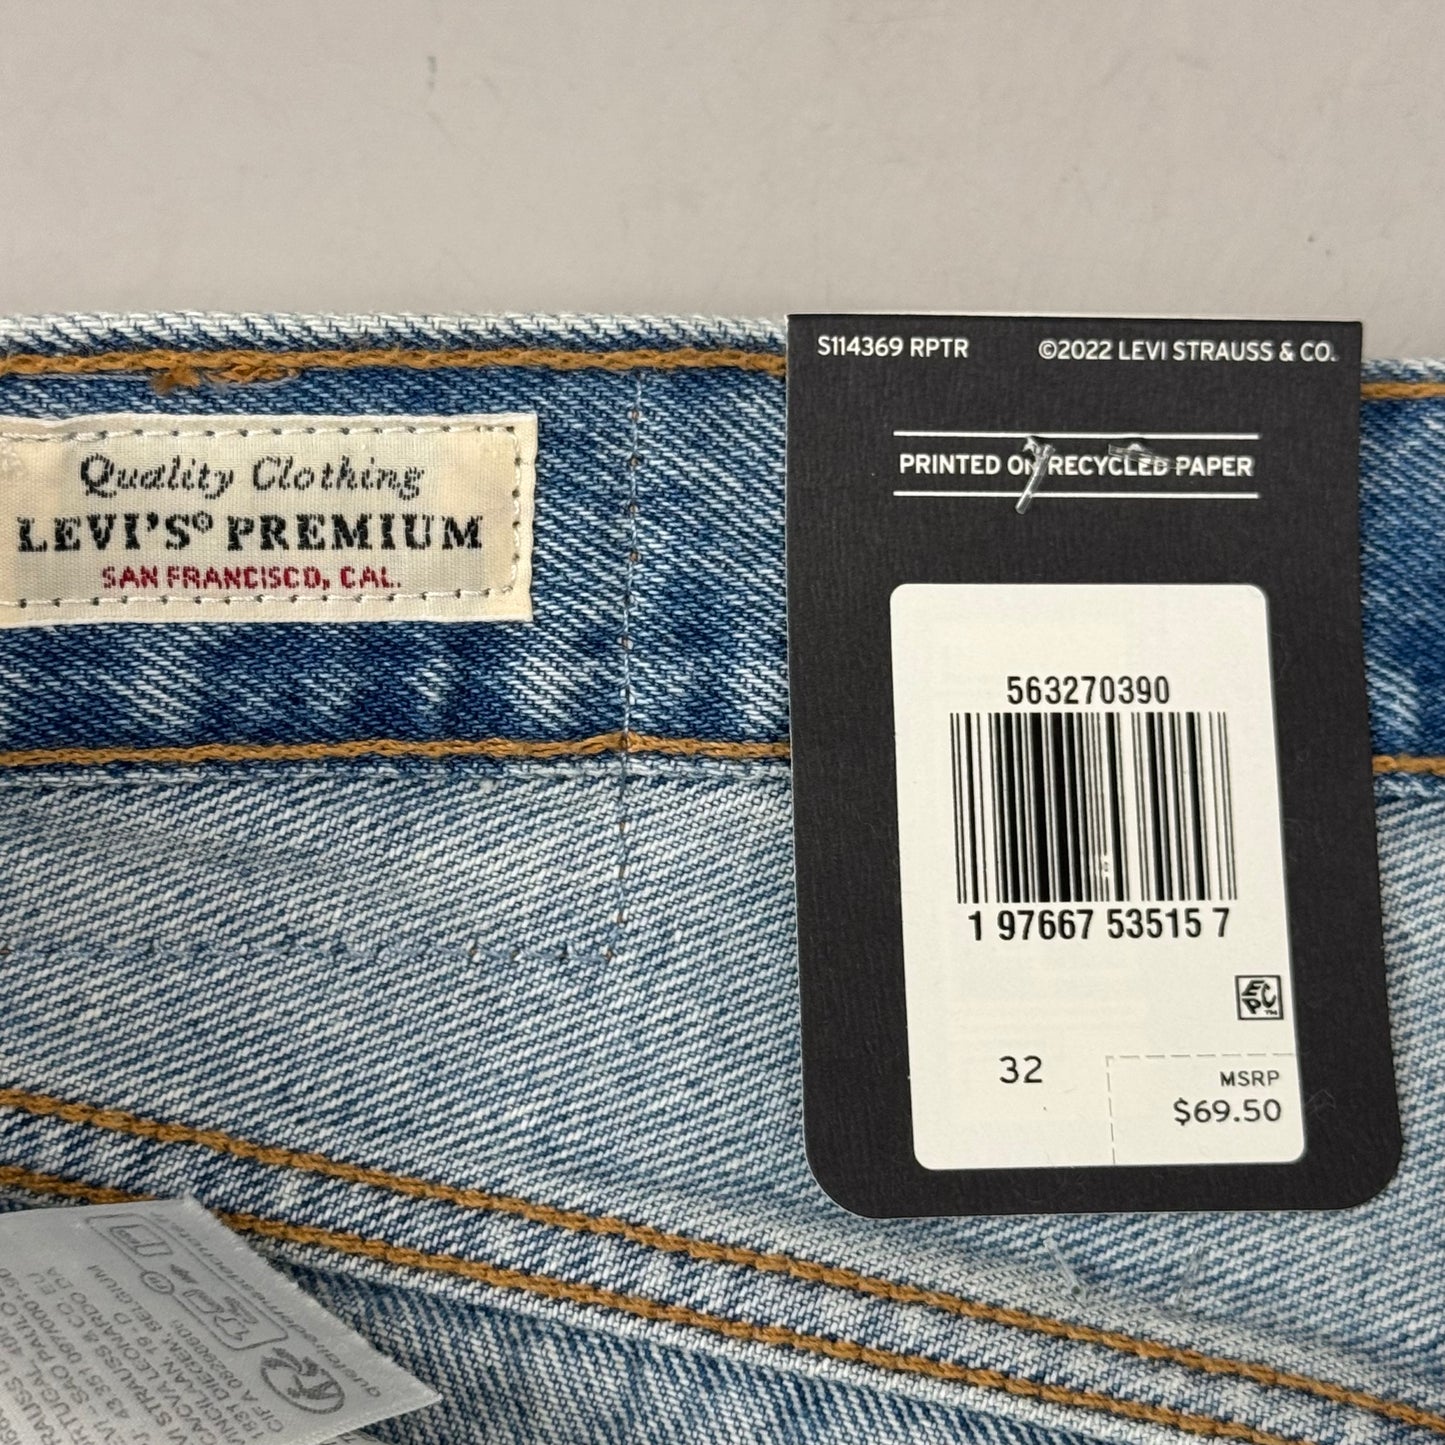 Quality Clothing
LEVI'S® PREMIUM
SAN FRANCISCO, CAL.
S114369 RPTR
©2022 LEVI STRAUSS & CO.
PRINTED ON RECYCLED PAPER
563270390
1 97667 53515 7
EPC™
32
MSRP
$69.50